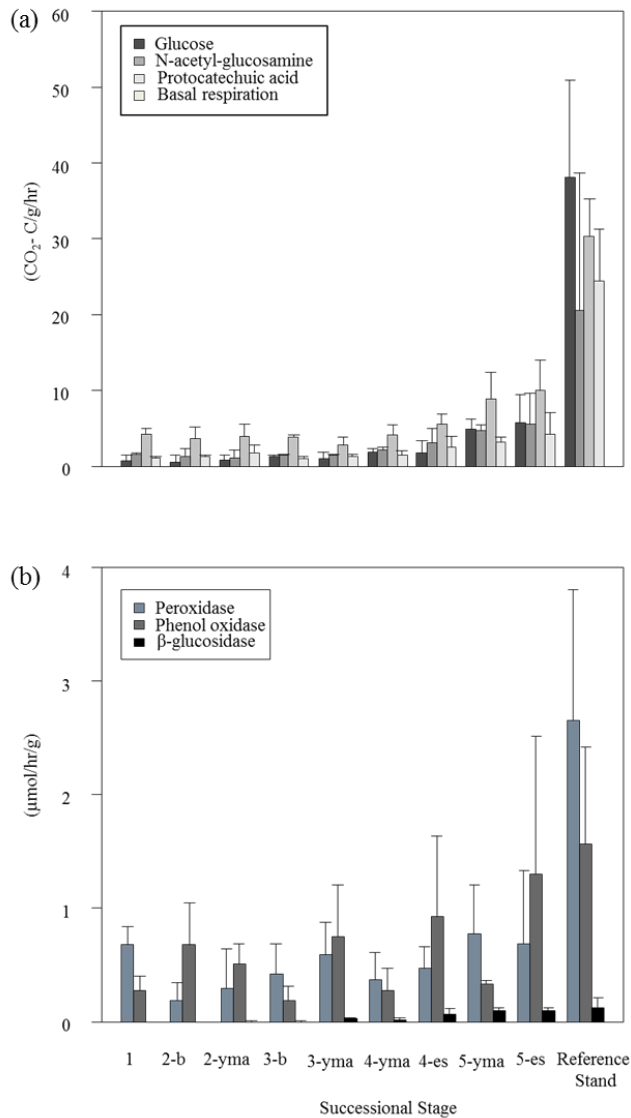 (a)
60
50
40
30
20
10
0
(CO₂- C/g/hr)
Glucose
N-acetyl-glucosamine
Protocatechuic acid
Basal respiration
(b)
4
3
2
1
0
(µmol/hr/g)
Peroxidase
Phenol oxidase
β-glucosidase
1 2-b 2-yma 3-b 3-yma 4-yma 4-es 5-yma 5-es Reference
Stand
Successional Stage